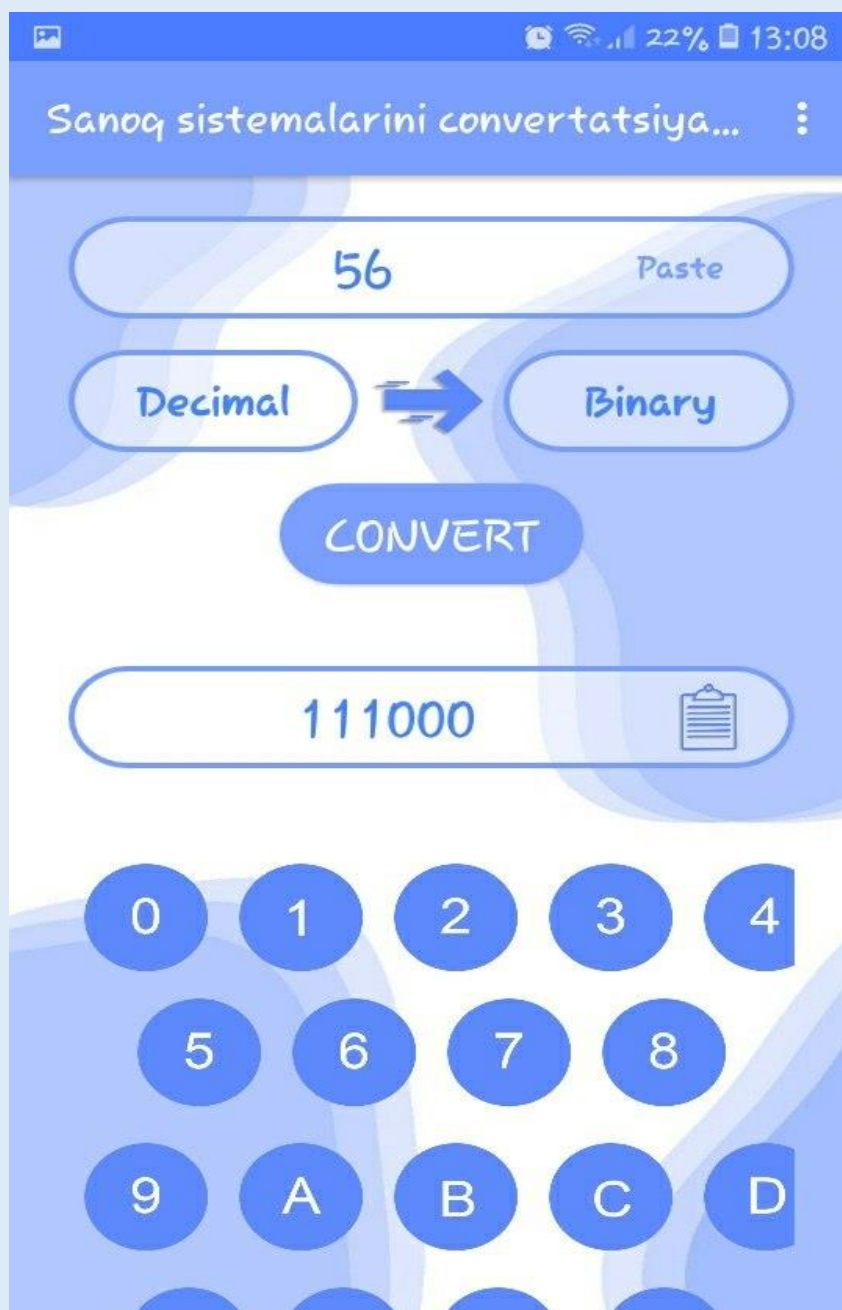 22% 13:08
Sanoq sistemalarini convertatsiya...
56 Paste
Decimal Binary
CONVERT
111000
0 1 2 3 4
5 6 7 8
9 A B C D